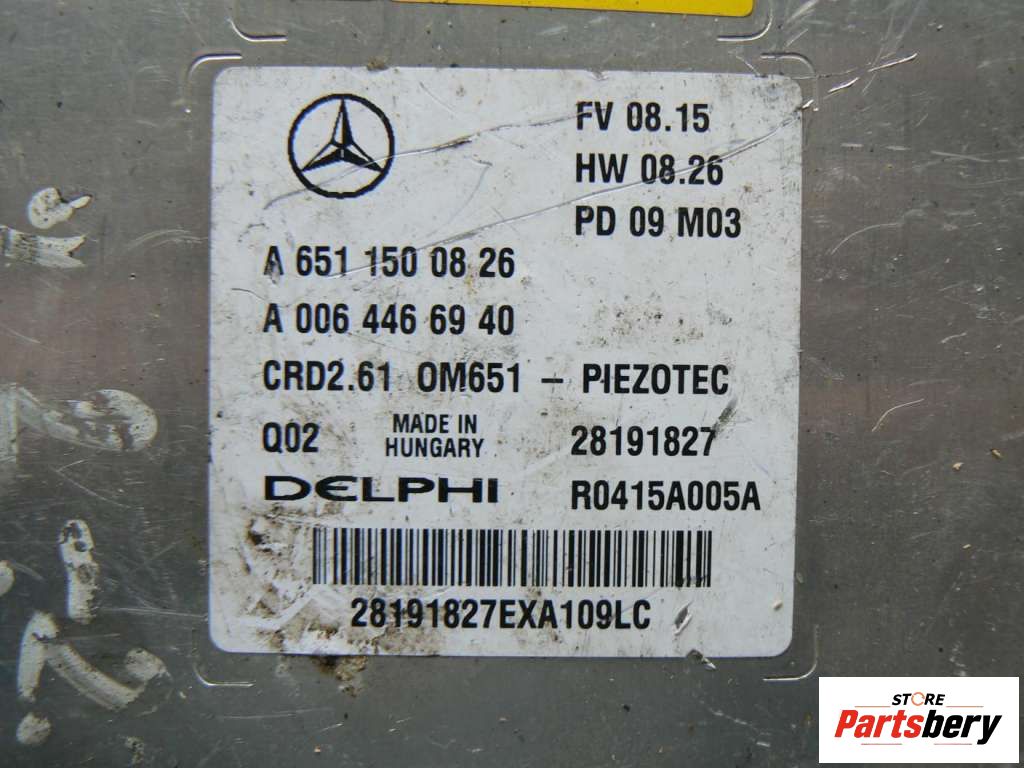 FV 08.15
HW 08.26
PD 09 M03
A 651 150 08 26
A 006 446 69 40
CRD2.61 OM651 – PIEZOTEC
Q02 MADE IN HUNGARY 28191827
DELPHI R0415A005A
28191827EXA109LC
STORE
Partsbery